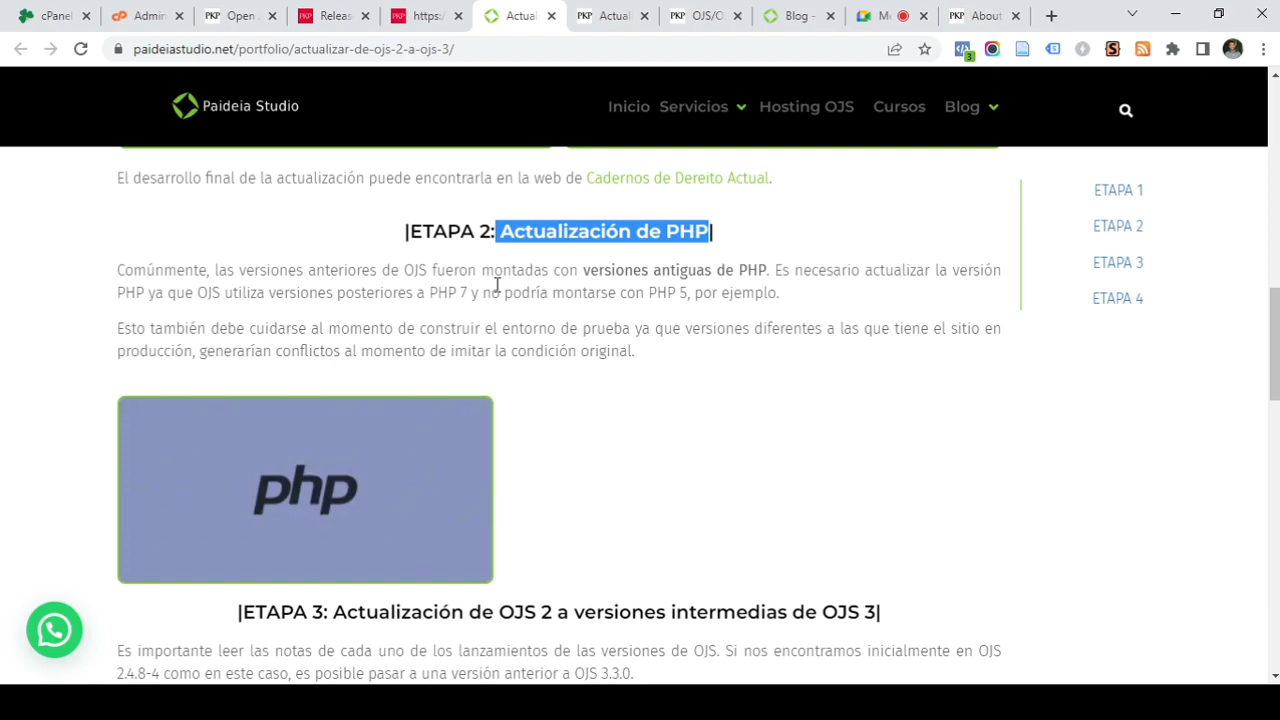 cPanel
Admin
Open
Releas
https:/
Actual
Actual
OJS/O
Blog -
Me
About
paideiastudio.net/portfolio/actualizar-de-ojs-2-a-ojs-3/
3
Paideia Studio
Inicio Servicios Hosting OJS Cursos Blog
El desarrollo final de la actualización puede encontrarla en la web de Cadernos de Dereito Actual.
ETAPA 1
ETAPA 2
ETAPA 3
ETAPA 4
|ETAPA 2: Actualización de PHP|
Comúnmente, las versiones anteriores de OJS fueron montadas con versiones antiguas de PHP. Es necesario actualizar la versión
PHP ya que OJS utiliza versiones posteriores a PHP 7 y no podría montarse con PHP 5, por ejemplo.
Esto también debe cuidarse al momento de construir el entorno de prueba ya que versiones diferentes a las que tiene el sitio en
producción, generarían conflictos al momento de imitar la condición original.
php
|ETAPA 3: Actualización de OJS 2 a versiones intermedias de OJS 3|
Es importante leer las notas de cada uno de los lanzamientos de las versiones de OJS. Si nos encontramos inicialmente en OJS
2.4.8-4 como en este caso, es posible pasar a una versión anterior a OJS 3.3.0.